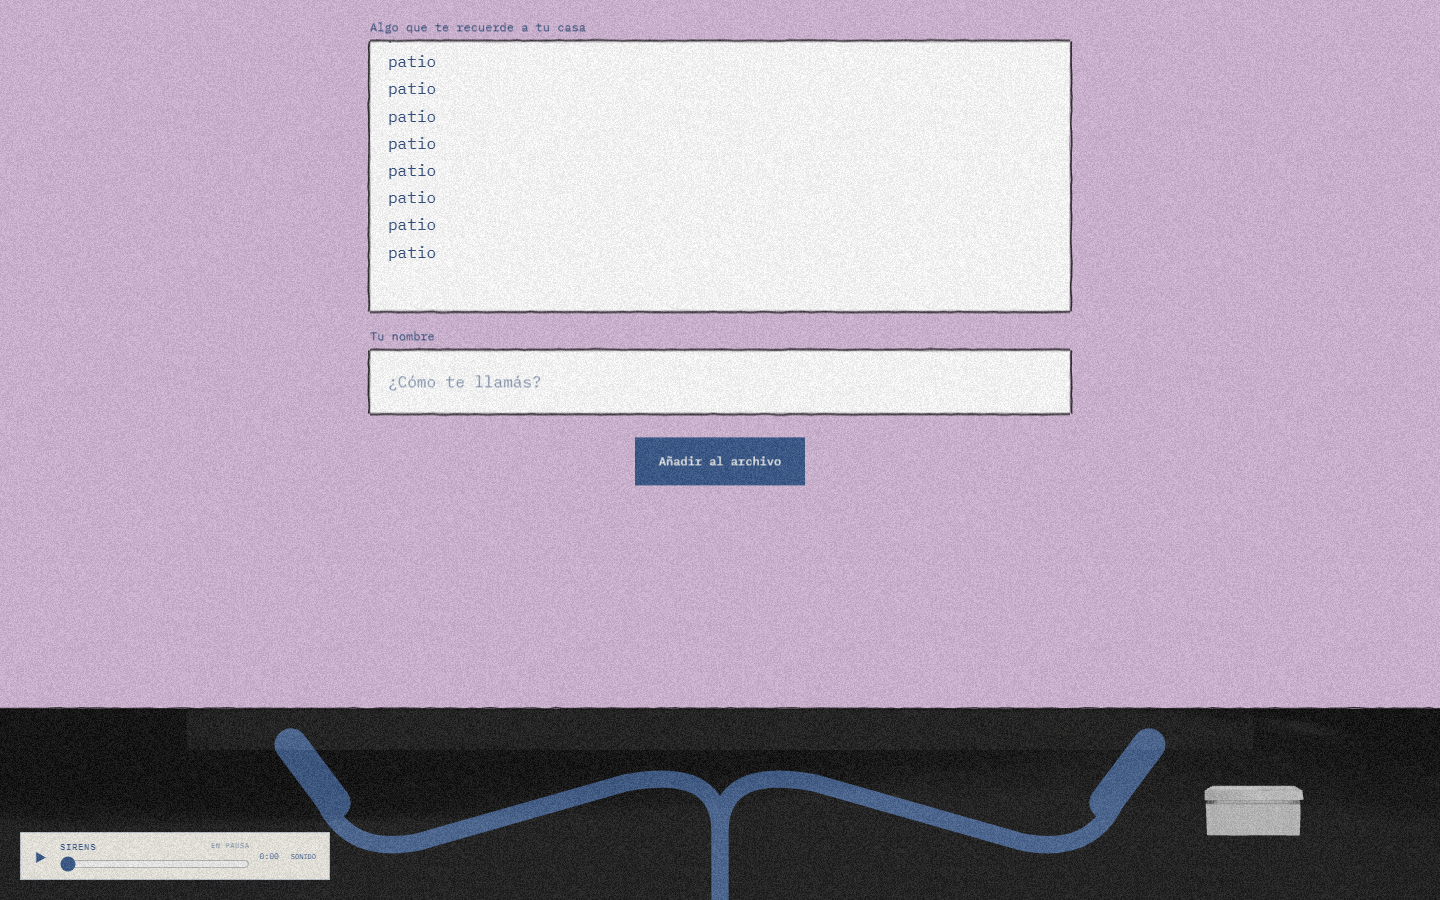 Algo que te recuerde a tu casa
patio
patio
patio
patio
patio
patio
patio
patio
Tu nombre
¿Cómo te llamás?
Añadir al archivo
SIRENS
EN PAUSA
0:00
SONIDO